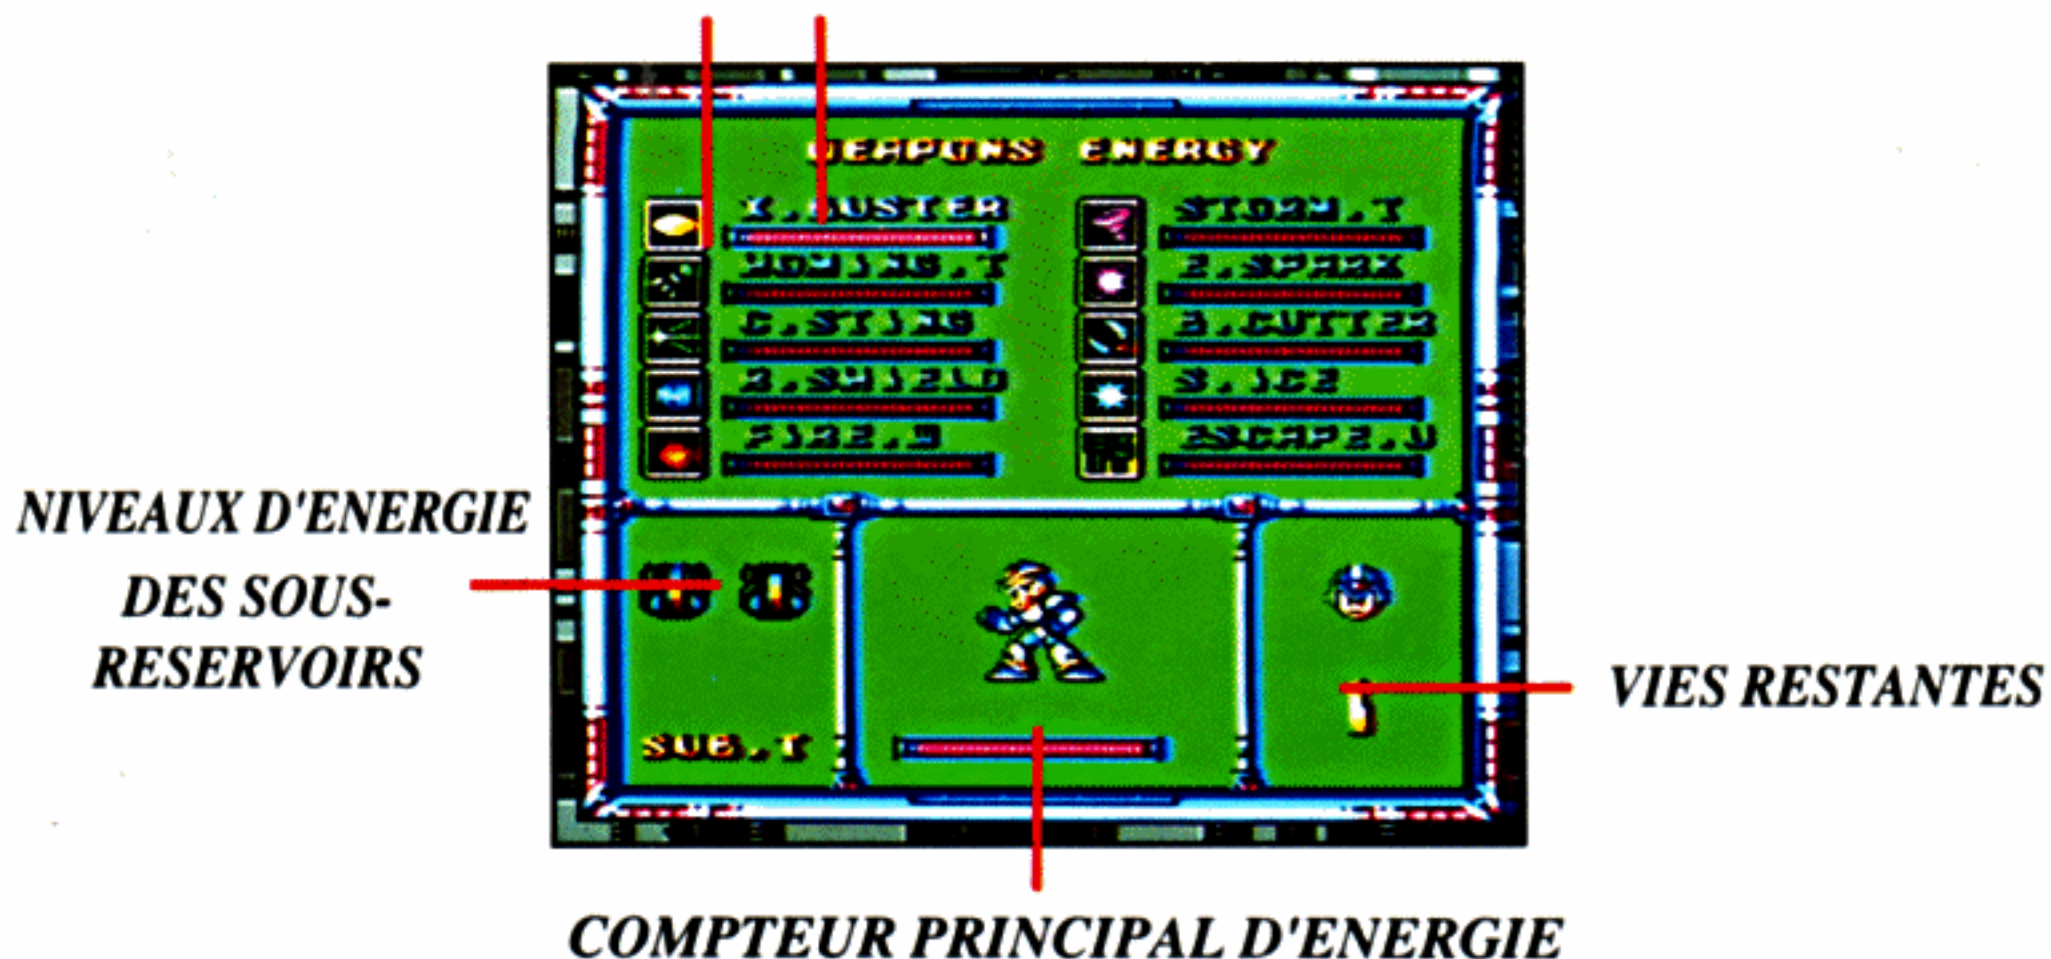 WEAPONS ENERGY
X.BUSTER
STORM.T
HOMING.T
E.SPARK
C.STING
B.CUTTER
R.SHIELD
S.ICE
FIRE.W
ESCAPE.U
NIVEAUX D'ENERGIE
DES SOUS-
RESERVOIRS
VIES RESTANTES
1
SUB.T
COMPTEUR PRINCIPAL D'ENERGIE